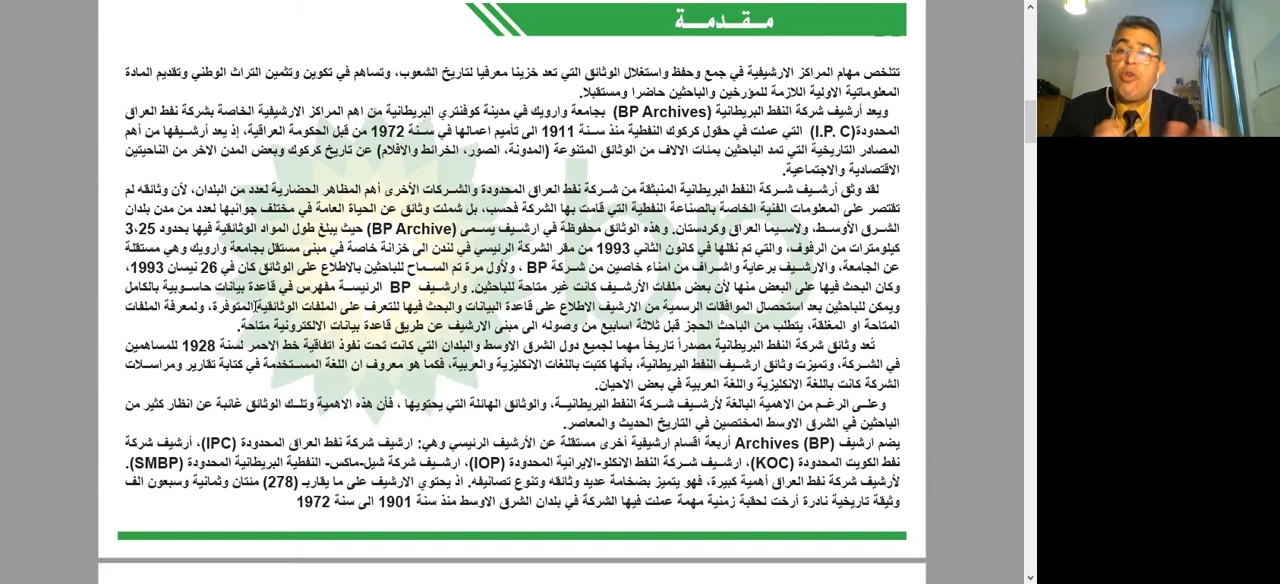 مـقـدمـة
تتلخص مهام المراكز الارشيفية في جمع وحفظ واستغلال الوثائق التي تعد خزينا معرفيا لتاريخ الشعوب، وتساهم في تكوين وتثمين التراث الوطني وتقديم المادة
المعلوماتية الاولية اللازمة للمؤرخين والباحثين حاضرا ومستقبلا.
ويعد أرشيف شركة النفط البريطانية (BP Archives) بجامعة وارويك في مدينة كوفنتري البريطانية من اهم المراكز الارشيفية الخاصة بشركة نفط العراق
المحدودة(I.P. C) التي عملت في حقول كركوك النفطية منذ سنة 1911 الى تأميم اعمالها في سنة 1972 من قبل الحكومة العراقية، إذ يعد أرشيفها من أهم
المصادر التاريخية التي تمد الباحثين بمئات الالاف من الوثائق المتنوعة (المدونة، الصور، الخرائط والافلام) عن تاريخ كركوك وبعض المدن الاخر من الناحيتين
الاقتصادية والاجتماعية.
لقد وثق أرشيف شركة النفط البريطانية المنبثقة من شركة نفط العراق المحدودة والشركات الأخرى أهم المظاهر الحضارية لعدد من البلدان، لأن وثائقه لم
تقتصر على المعلومات الفنية الخاصة بالصناعة النفطية التي قامت بها الشركة فحسب، بل شملت وثائق عن الحياة العامة في مختلف جوانبها لعدد من مدن بلدان
الشرق الأوسط، ولاسيما العراق وكردستان. وهذه الوثائق محفوظة في ارشيف يسمى (BP Archive) حيث يبلغ طول المواد الوثائقية فيها بحدود 3،25
كيلومترات من الرفوف، والتي تم نقلها في كانون الثاني 1993 من مقر الشركة الرئيسي في لندن الى خزانة خاصة في مبنى مستقل بجامعة وارويك وهي مستقلة
عن الجامعة، والارشيف برعاية واشراف من امناء خاصين من شركة BP ، ولأول مرة تم السماح للباحثين بالاطلاع على الوثائق كان في 26 نيسان 1993،
وكان البحث فيها على البعض منها لأن بعض ملفات الأرشيف كانت غير متاحة للباحثين. وارشيف BP الرئيسة مفهرس في قاعدة بيانات حاسوبية بالكامل
ويمكن للباحثين بعد استحصال الموافقات الرسمية من الارشيف الاطلاع على قاعدة البيانات والبحث فيها للتعرف على الملفات الوثائقية المتوفرة، ولمعرفة الملفات
المتاحة او المغلقة، يتطلب من الباحث الحجز قبل ثلاثة اسابيع من وصوله الى مبنى الارشيف عن طريق قاعدة بيانات الالكترونية متاحة.
تُعد وثائق شركة النفط البريطانية مصدراً تاريخاً مهما لجميع دول الشرق الاوسط والبلدان التي كانت تحت نفوذ اتفاقية خط الاحمر لسنة 1928 للمساهمين
في الشركة، وتميزت وثائق ارشيف النفط البريطانية، بأنها كتبت باللغات الانكليزية والعربية، فكما هو معروف ان اللغة المستخدمة في كتابة تقارير ومراسلات
الشركة كانت باللغة الانكليزية واللغة العربية في بعض الاحيان.
وعلى الرغم من الاهمية البالغة لأرشيف شركة النفط البريطانية، والوثائق الهائلة التي يحتويها ، فأن هذه الاهمية وتلك الوثائق غائبة عن انظار كثير من
الباحثين في الشرق الاوسط المختصين في التاريخ الحديث والمعاصر.
يضم ارشيف Archives (BP) أربعة اقسام ارشيفية أخرى مستقلة عن الأرشيف الرئيسي وهي: ارشيف شركة نفط العراق المحدودة (IPC)، أرشيف شركة
نفط الكويت المحدودة (KOC)، ارشيف شركة النفط الانكلو-الايرانية المحدودة (IOP)، ارشيف شركة شيل-ماكس- النفطية البريطانية المحدودة (SMBP).
لأرشيف شركة نفط العراق أهمية كبيرة، فهو يتميز بضخامة عديد وثائقه وتنوع تصانيفه. اذ يحتوي الارشيف على ما يقاربـ (278) مئتان وثمانية وسبعون الف
وثيقة تاريخية نادرة أرخت لحقبة زمنية مهمة عملت فيها الشركة في بلدان الشرق الاوسط منذ سنة 1901 الى سنة 1972
bp